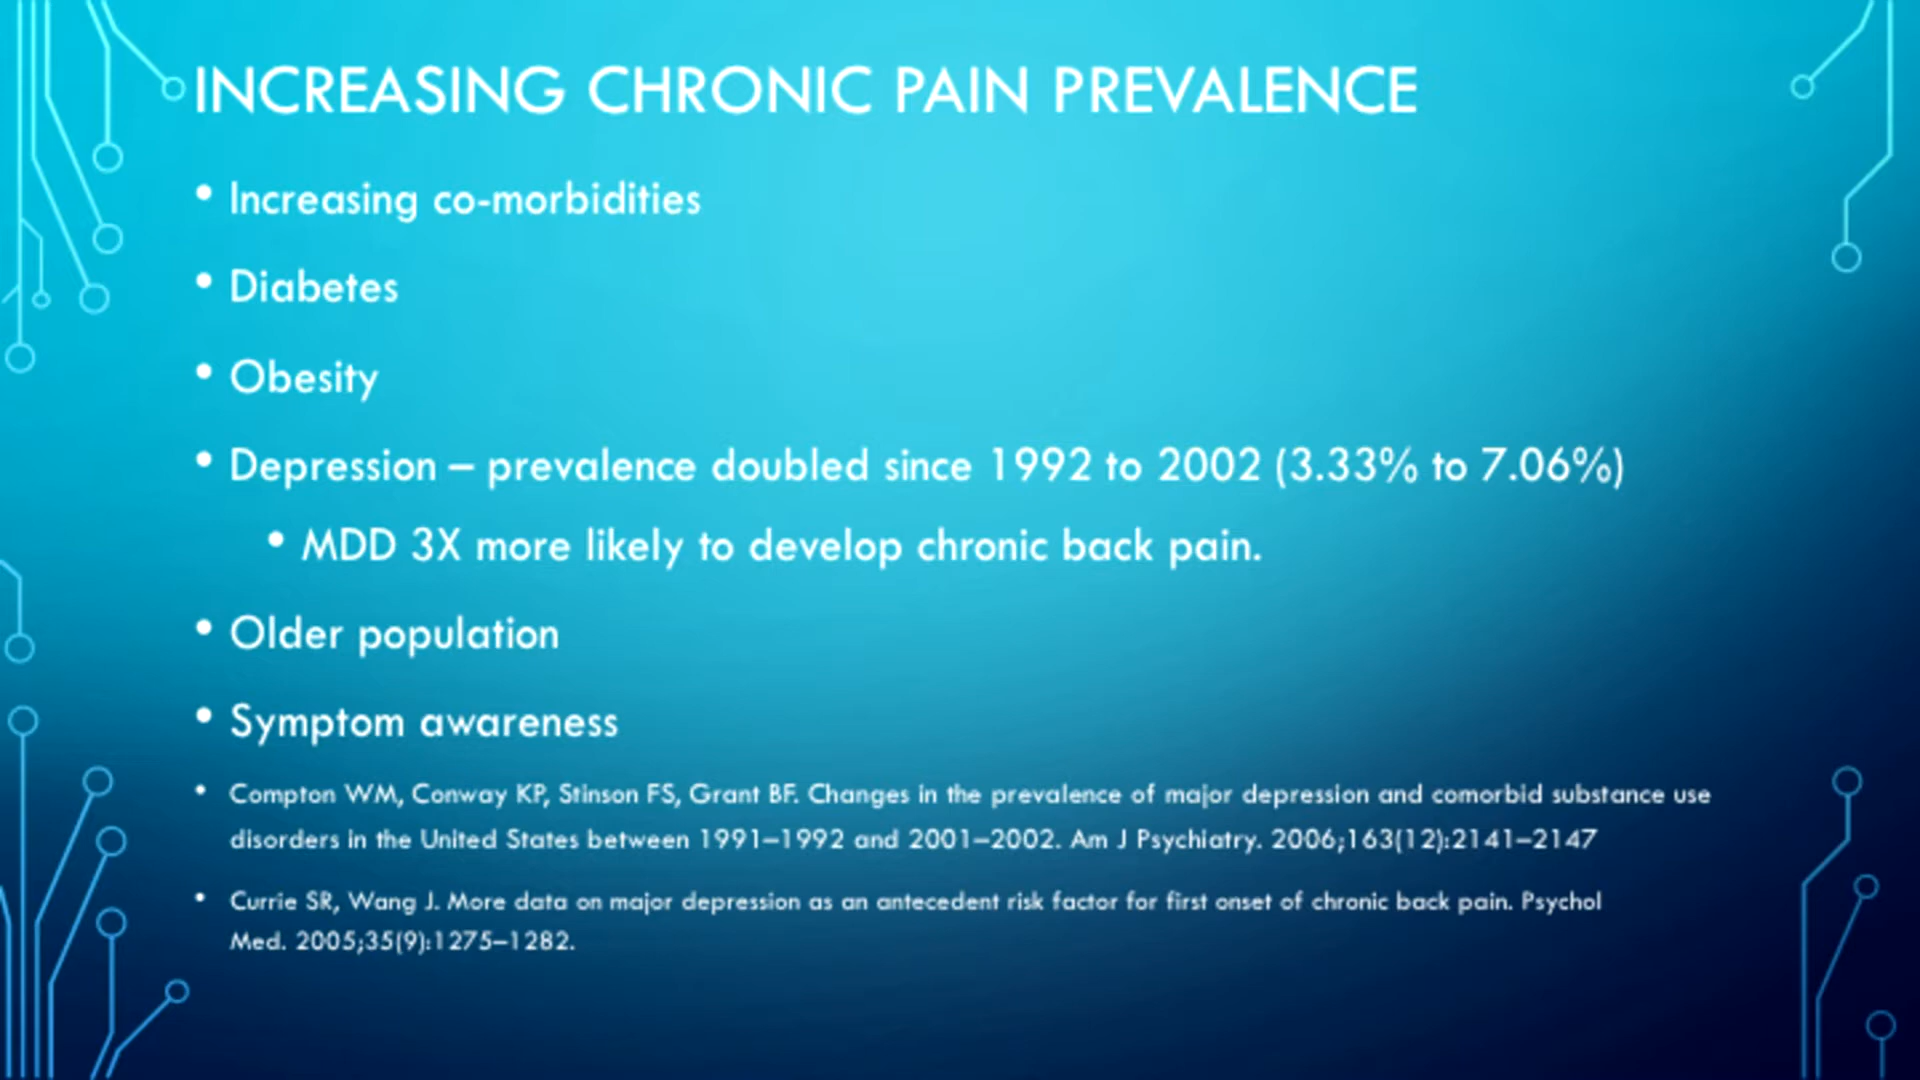 INCREASING CHRONIC PAIN PREVALENCE
• Increasing co-morbidities
• Diabetes
• Obesity
• Depression – prevalence doubled since 1992 to 2002 (3.33% to 7.06%)
• MDD 3X more likely to develop chronic back pain.
• Older population
• Symptom awareness
• Compton WM, Conway KP, Stinson FS, Grant BF. Changes in the prevalence of major depression and comorbid substance use
disorders in the United States between 1991–1992 and 2001–2002. Am J Psychiatry. 2006;163(12):2141–2147
• Currie SR, Wang J. More data on major depression as an antecedent risk factor for first onset of chronic back pain. Psychol
Med. 2005;35(9):1275–1282.